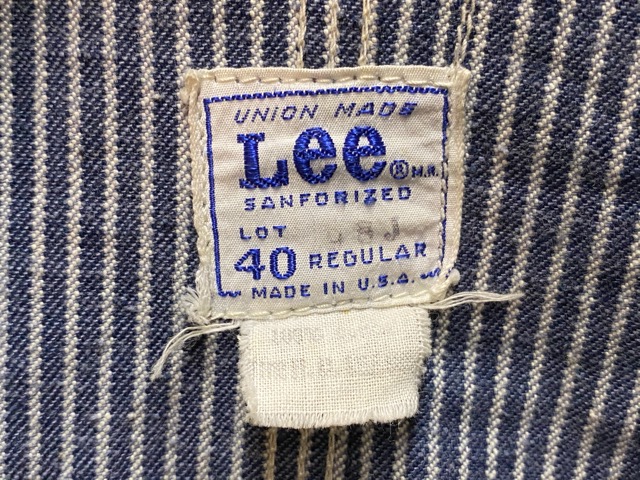 UNION MADE
Lee® M.R.
SANFORIZED
LOT
40 REGULAR
MADE IN U.S.A.